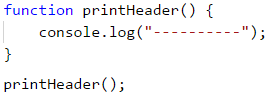 function printHeader() {
    console.log("----------");
}
printHeader();